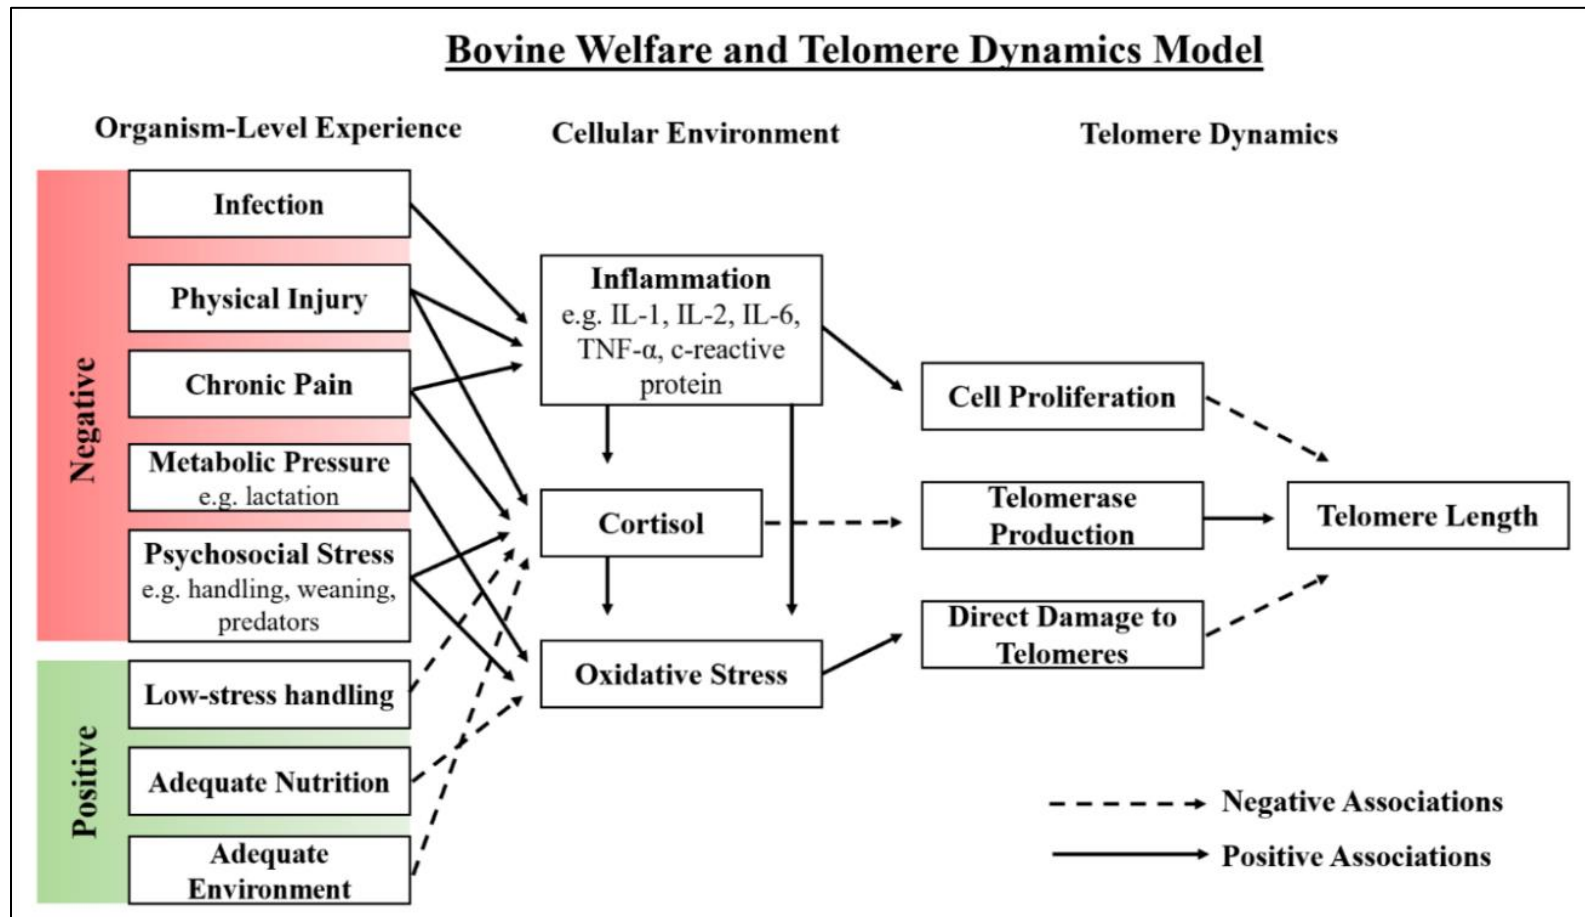 Bovine Welfare and Telomere Dynamics Model
Organism-Level Experience
Cellular Environment
Telomere Dynamics
Negative
Infection
Physical Injury
Chronic Pain
Metabolic Pressure
e.g. lactation
Psychosocial Stress
e.g. handling, weaning,
predators
Positive
Low-stress handling
Adequate Nutrition
Adequate
Environment
Inflammation
e.g. IL-1, IL-2, IL-6,
TNF-α, c-reactive
protein
Cortisol
Oxidative Stress
Cell Proliferation
Telomerase
Production
Direct Damage to
Telomeres
Telomere Length
Negative Associations
Positive Associations